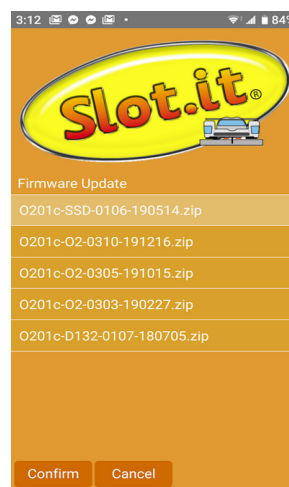 3:12 84%
Slot.it®
Firmware Update
O201c-SSD-0106-190514.zip
O201c-O2-0310-191216.zip
O201c-O2-0305-191015.zip
O201c-O2-0303-190227.zip
O201c-D132-0107-180705.zip
Confirm Cancel